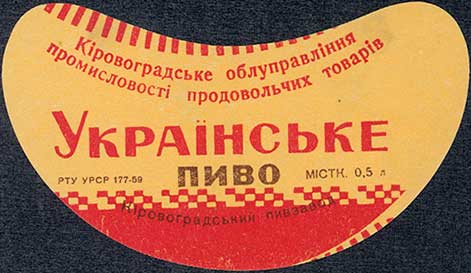 Кіровоградське облуправління
промисловості продовольчих товарів
УКРАЇНСЬКЕ
РТУ УРСР 177-59 ПИВО МІСТК. 0,5 л
Кіровоградський пивзавод